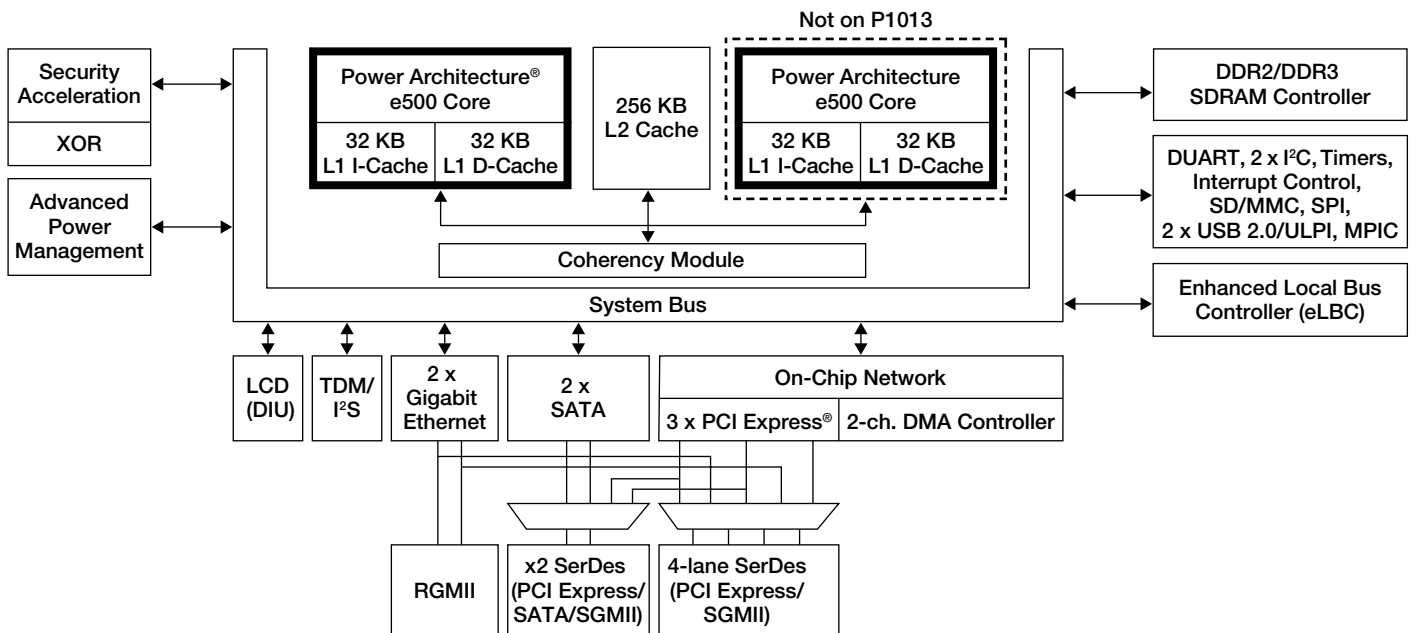 Not on P1013
Security
Acceleration
XOR
Advanced
Power
Management
Power Architecture®
e500 Core
32 KB
L1 I-Cache
32 KB
L1 D-Cache
256 KB
L2 Cache
Power Architecture
e500 Core
32 KB
L1 I-Cache
32 KB
L1 D-Cache
Coherency Module
System Bus
DDR2/DDR3
SDRAM Controller
DUART, 2 x I²C, Timers,
Interrupt Control,
SD/MMC, SPI,
2 x USB 2.0/ULPI, MPIC
Enhanced Local Bus
Controller (eLBC)
LCD
(DIU)
TDM/
I²S
2 x
Gigabit
Ethernet
2 x
SATA
On-Chip Network
3 x PCI Express®
2-ch. DMA Controller
RGMII
x2 SerDes
(PCI Express/
SATA/SGMII)
4-lane SerDes
(PCI Express/
SGMII)